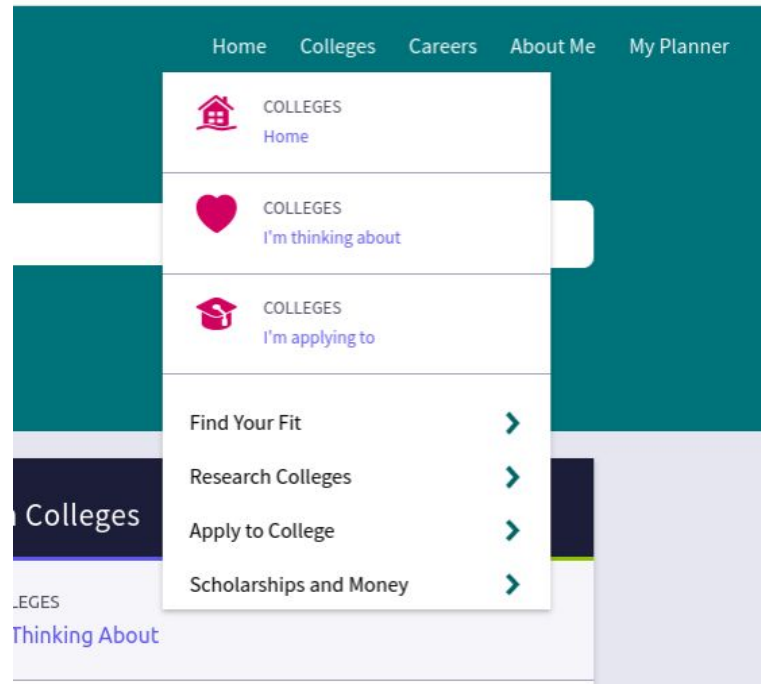 Home Colleges Careers About Me My Planner
COLLEGES
Home
COLLEGES
I'm thinking about
COLLEGES
I'm applying to
Find Your Fit
Research Colleges
Apply to College
Scholarships and Money
Colleges
LEGES
Thinking About